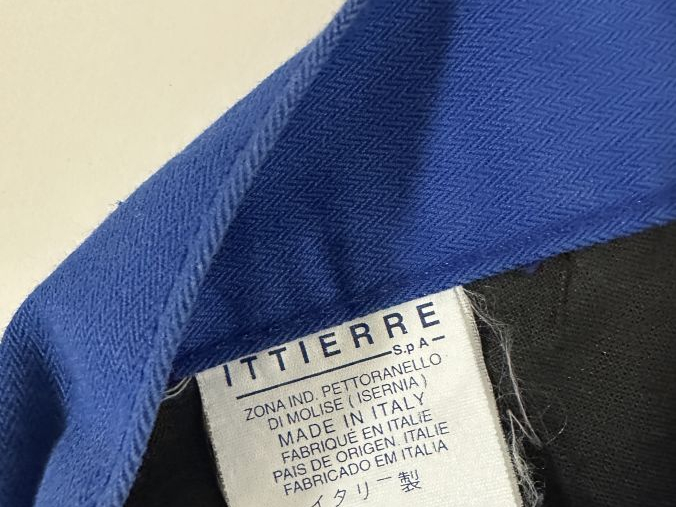 ITTIERRE
S.p A
ZONA IND. PETTORANELLO
DI MOLISE (ISERNIA)
MADE IN ITALY
FABRIQUÉ EN ITALiE
PAIS DE ORIGEN ITALIE
FABRICADO EM ITALIA
イタリー製